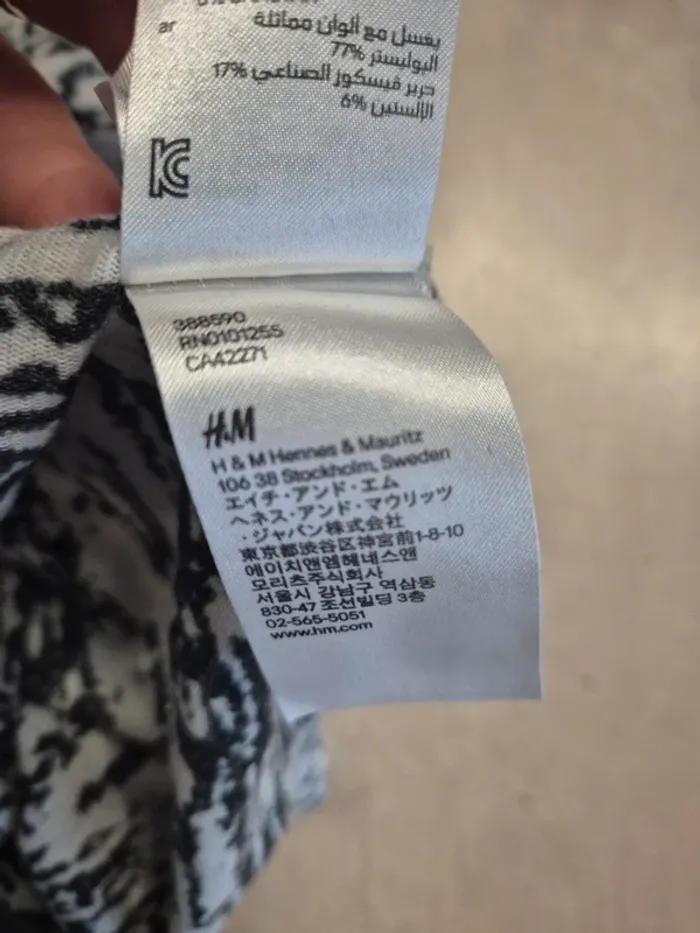 ar
يغسل مع ألوان مماثلة
البوليستر 77%
حرير فيسكوز الصناعي 17%
الإلستين 6%
388590
RN0101255
CA42271
H&M
H & M Hennes & Mauritz
106 38 Stockholm, Sweden
エイチ・アンド・エム
ヘネス・アンド・マウリッツ
・ジャパン株式会社
東京都渋谷区神宮前1-8-10
에이치앤엠헤네스앤
모리츠주식회사
서울시 강남구 역삼동
830-47 조선빌딩 3층
02-565-5051
www.hm.com